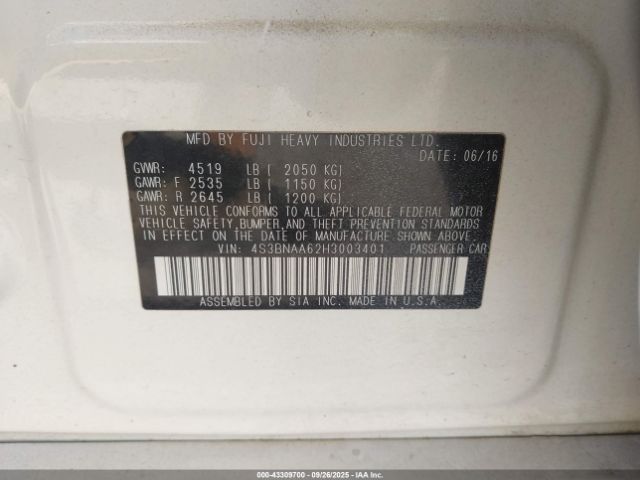 MFD BY FUJI HEAVY INDUSTRIES LTD.
DATE: 06/16
GVWR: 4519 LB ( 2050 KG)
GAWR: F 2535 LB ( 1150 KG)
GAWR: R 2645 LB ( 1200 KG)
THIS VEHICLE CONFORMS TO ALL APPLICABLE FEDERAL MOTOR
VEHICLE SAFETY, BUMPER, AND THEFT PREVENTION STANDARDS
IN EFFECT ON THE DATE OF MANUFACTURE SHOWN ABOVE.
V.I.N: 4S3BNAA62H3003401 PASSENGER CAR
ASSEMBLED BY SIA INC. MADE IN U.S.A.
000-43309700 - 09/26/2025 - IAA Inc.